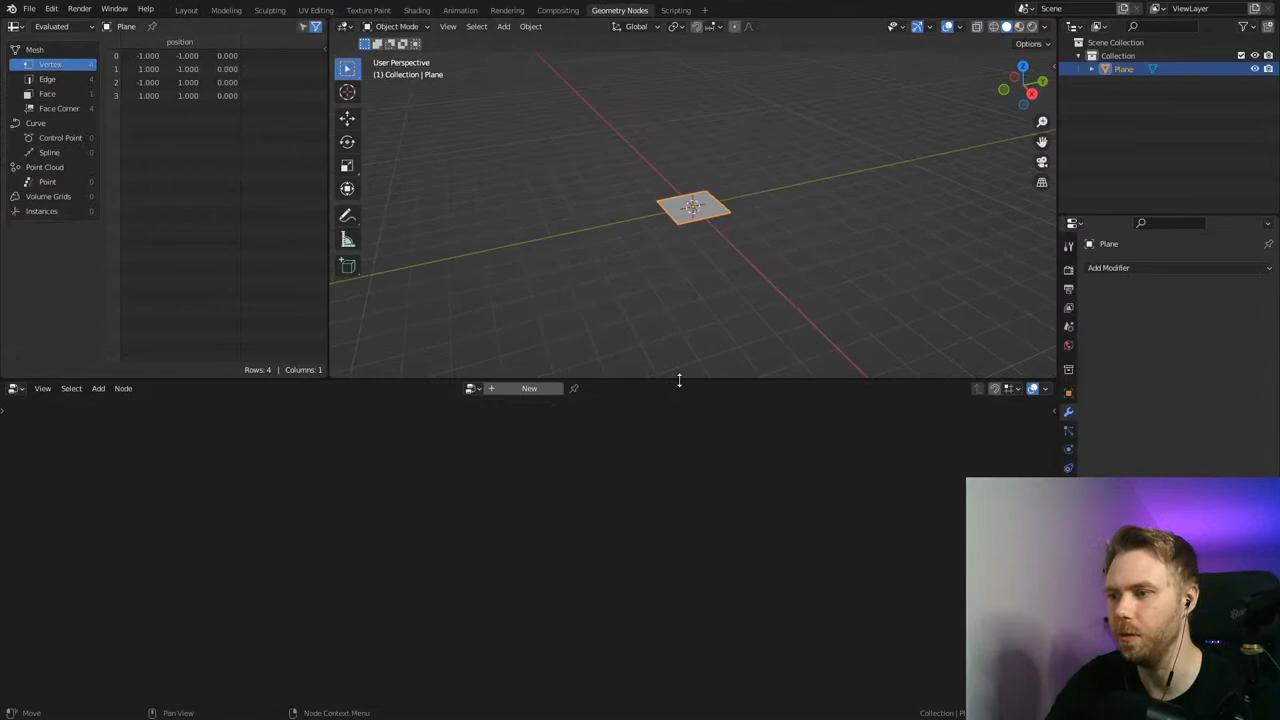 File Edit Render Window Help
Layout Modeling Sculpting UV Editing Texture Paint Shading Animation Rendering Compositing Geometry Nodes Scripting +
Scene
ViewLayer
Evaluated
Plane
Object Mode View Select Add Object
Global
Options
position
Mesh
Vertex 4
Edge 4
Face 1
Face Corner 4
Curve
Control Point 0
Spline 0
Point Cloud
Point 0
Volume Grids 0
Instances 0
0 -1.000 -1.000 0.000
1 1.000 -1.000 0.000
2 -1.000 1.000 0.000
3 1.000 1.000 0.000
Rows: 4 | Columns: 1
User Perspective
(1) Collection | Plane
Z
Y
X
Scene Collection
Collection
Plane
Plane
Add Modifier
View Select Add Node
+ New
Move
Pan View
Node Context Menu